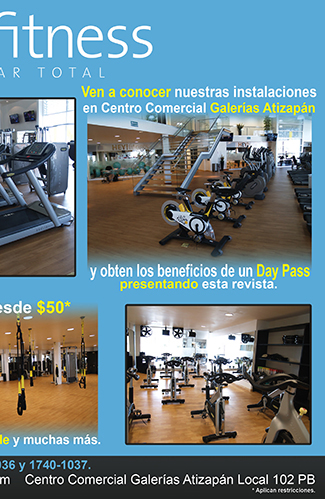 fitness
AR TOTAL
Ven a conocer nuestras instalaciones
en Centro Comercial Galerías Atizapán
y obten los beneficios de un Day Pass
presentando esta revista.
esde $50*
le y muchas más.
036 y 1740-1037.
om Centro Comercial Galerías Atizapán Local 102 PB
* Aplican restricciones.